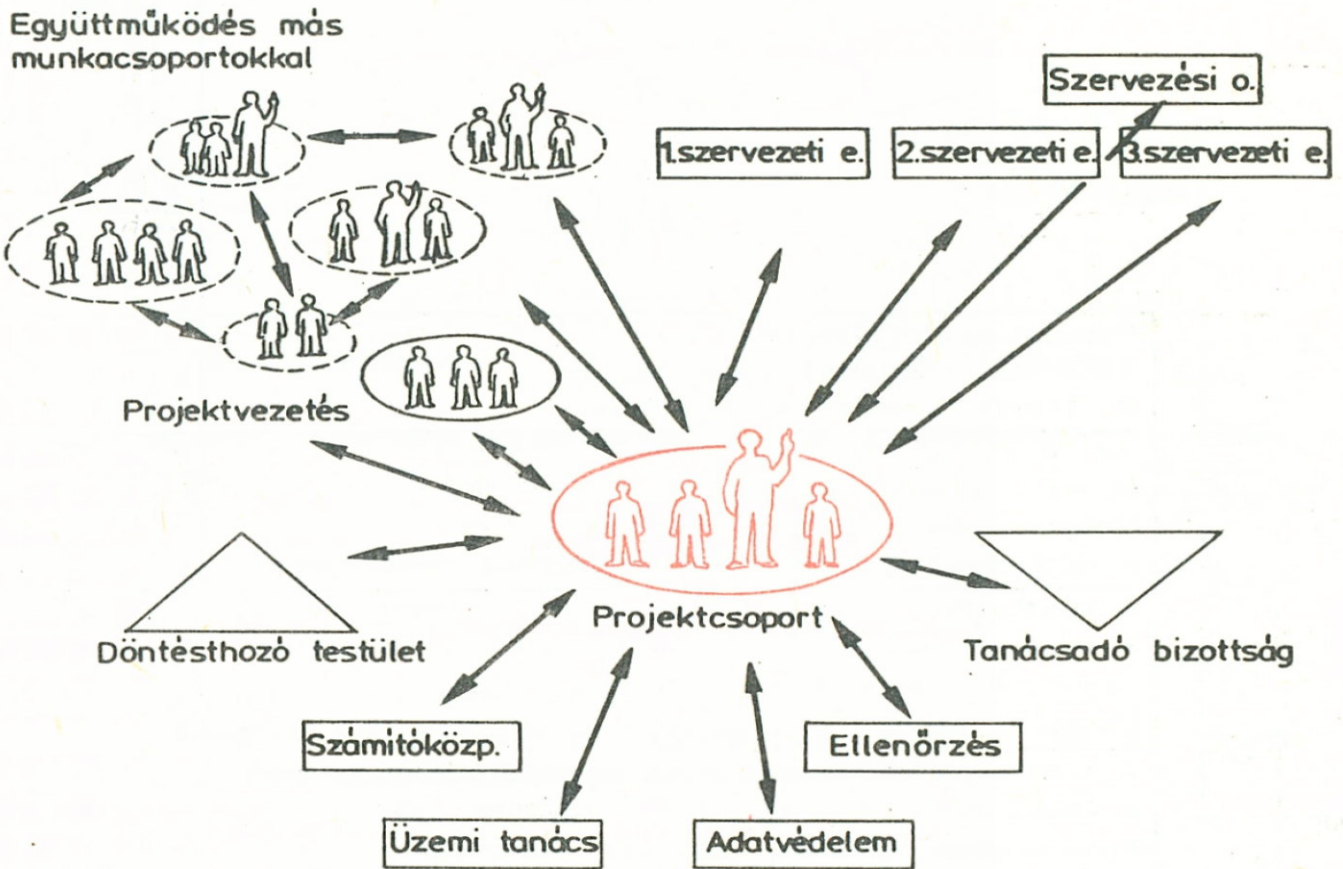 Együttműködés más
munkacsoportokkal
Szervezési o.
1.szervezeti e.
2.szervezeti e.
3.szervezeti e.
Projektvezetés
Projektcsoport
Döntésthozó testület
Tanácsadó bizottság
Számítóközp.
Ellenőrzés
Üzemi tanács
Adatvédelem